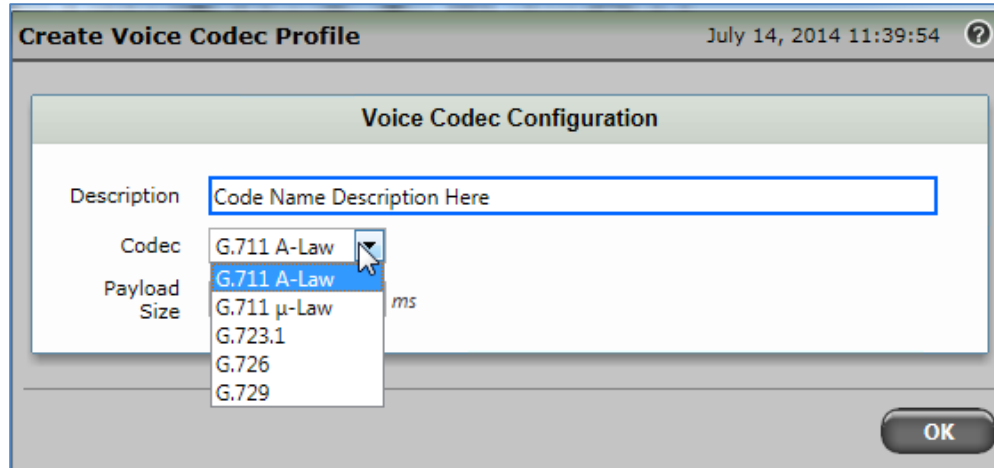 Create Voice Codec Profile
July 14, 2014 11:39:54 ?
Voice Codec Configuration
Description Code Name Description Here
Codec G.711 A-Law
G.711 A-Law
Payload
Size
ms
G.711 µ-Law
G.723.1
G.726
G.729
OK